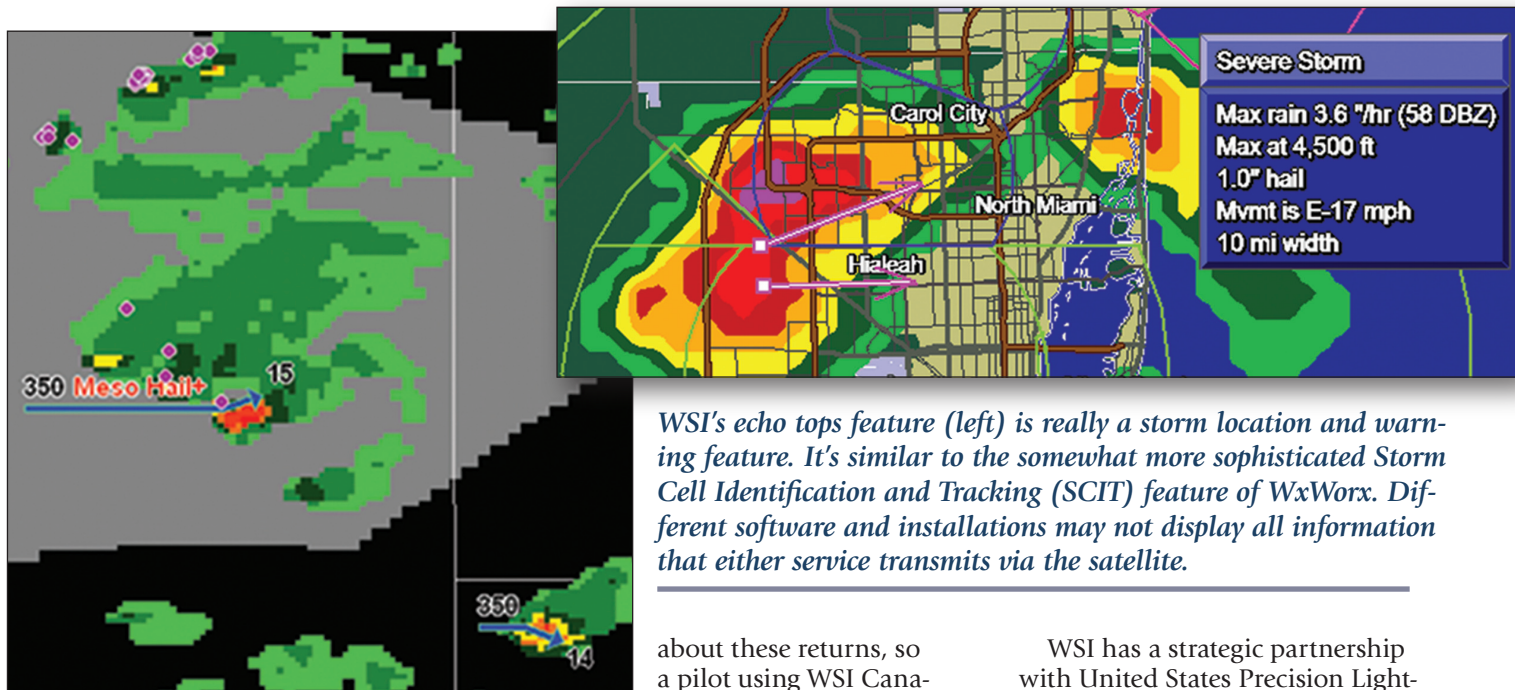 350 Meso Hail+
15
350
14
Carol City
North Miami
Hialeah
Severe Storm
Max rain 3.6 "/hr (58 DBZ)
Max at 4,500 ft
1.0" hail
Mvmt is E-17 mph
10 mi width
WSI's echo tops feature (left) is really a storm location and warn-
ing feature. It's similar to the somewhat more sophisticated Storm
Cell Identification and Tracking (SCIT) feature of WxWorx. Dif-
ferent software and installations may not display all information
that either service transmits via the satellite.
about these returns, so
a pilot using WSI Cana-
WSI has a strategic partnership
with United States Precision Light-